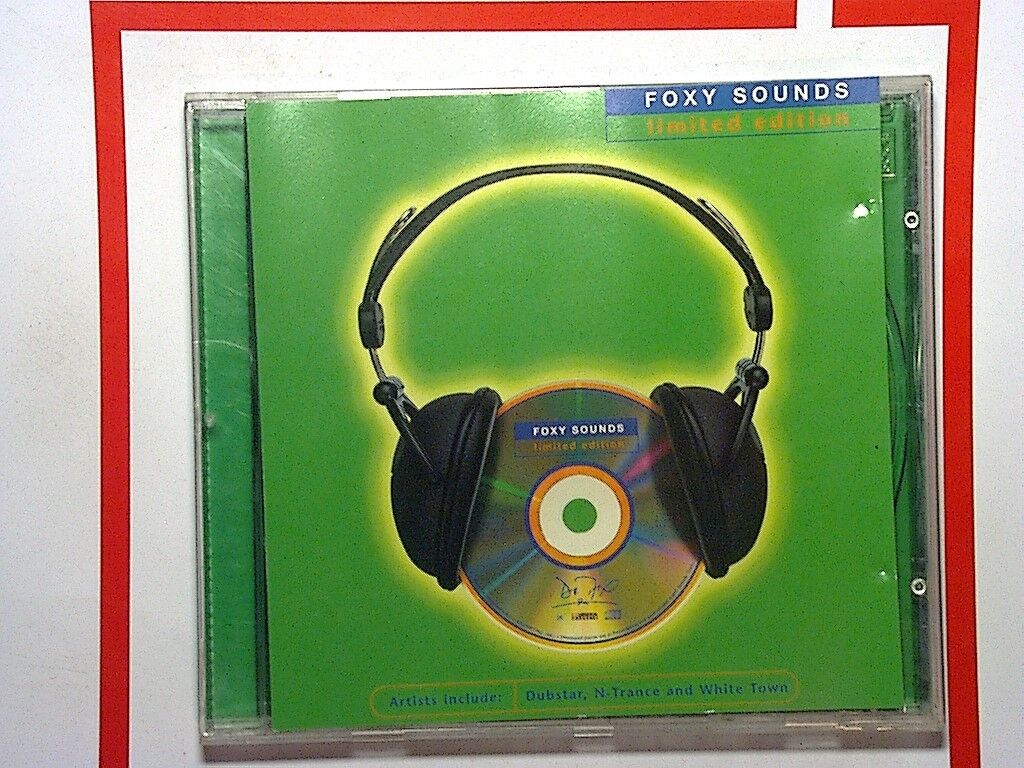 FOXY SOUNDS
limited edition
FOXY SOUNDS
limited edition
Artists include: Dubstar, N-Trance and White Town